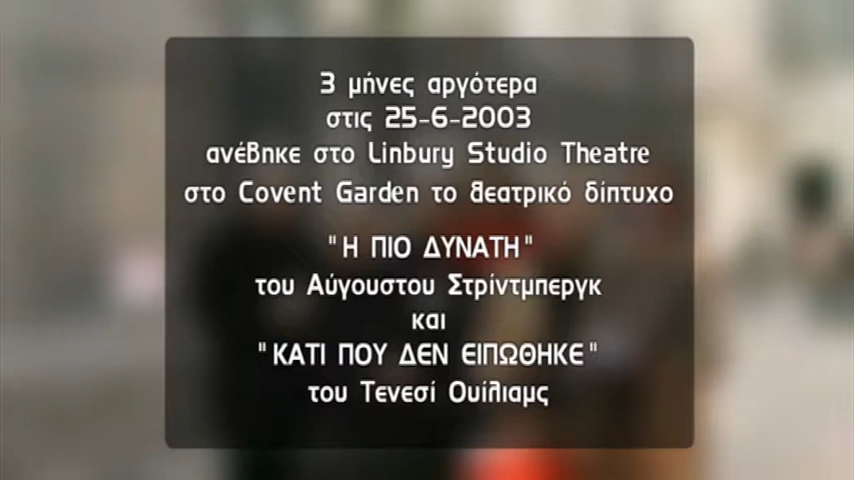 3 μήνες αργότερα
στις 25-6-2003
ανέβηκε στο Linbury Studio Theatre
στο Covent Garden το θεατρικό δίπτυχο
"Η ΠΙΟ ΔΥΝΑΤΗ"
του Αύγουστου Στρίντμπεργκ
και
"ΚΑΤΙ ΠΟΥ ΔΕΝ ΕΙΠΩΘΗΚΕ"
του Τενεσί Ουίλιαμς